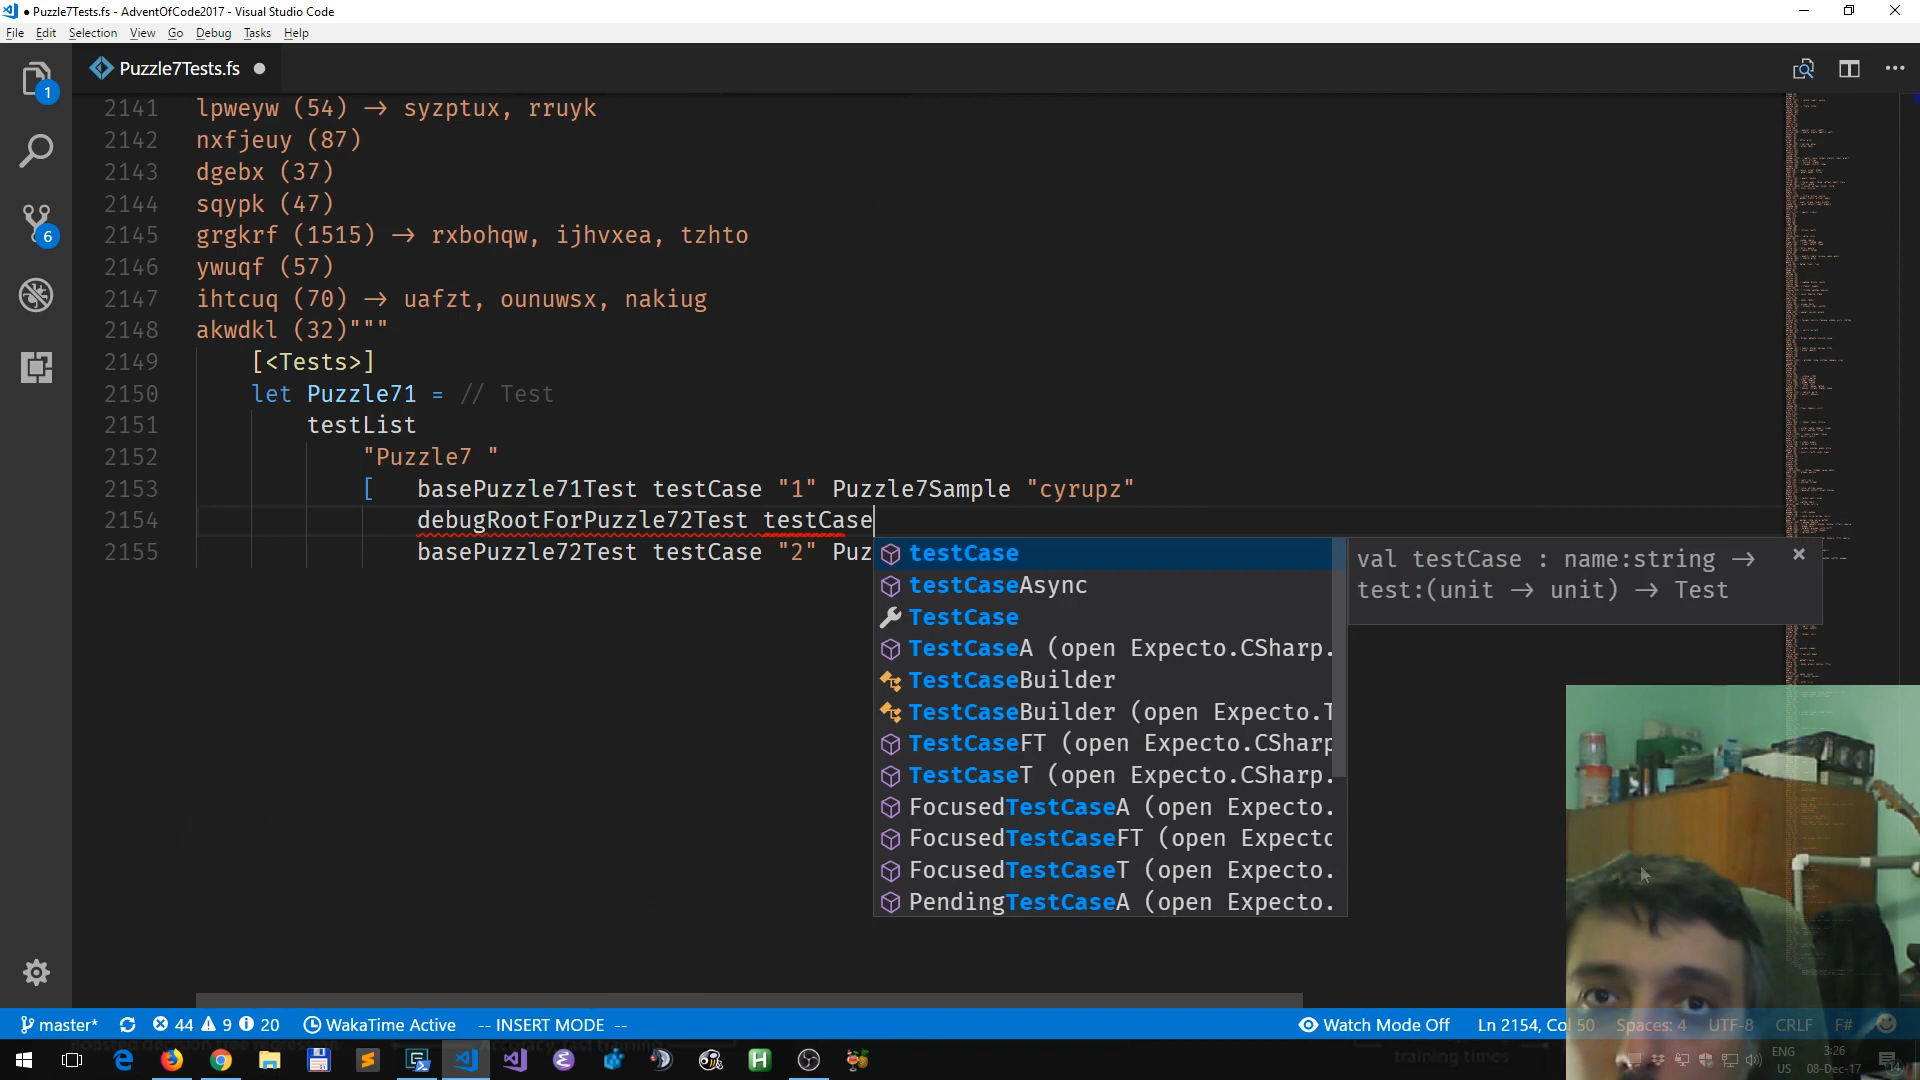 Puzzle7Tests.fs - AdventOfCode2017 - Visual Studio Code
File Edit Selection View Go Debug Tasks Help
Puzzle7Tests.fs
2141 lpweyw (54) -> syzptux, rruyk
2142 nxfjeuy (87)
2143 dgebx (37)
2144 sqypk (47)
2145 grgkrf (1515) -> rxbohqw, ijhvxea, tzhto
2146 ywuqf (57)
2147 ihtcuq (70) -> uafzt, ounuwsx, nakiug
2148 akwdkl (32)"""
2149 [<Tests>]
2150 let Puzzle71 = // Test
2151 testList
2152 "Puzzle7 "
2153 [ basePuzzle71Test testCase "1" Puzzle7Sample "cyrupz"
2154 debugRootForPuzzle72Test testCase
2155 basePuzzle72Test testCase "2" Puz
testCase
testCaseAsync
TestCase
TestCaseA (open Expecto.CSharp.
TestCaseBuilder
TestCaseBuilder (open Expecto.T
TestCaseFT (open Expecto.CSharp
TestCaseT (open Expecto.CSharp.
FocusedTestCaseA (open Expecto.
FocusedTestCaseFT (open Expecto
FocusedTestCaseT (open Expecto.
PendingTestCaseA (open Expecto.
val testCase : name:string ->
test:(unit -> unit) -> Test
1
6
master* 44 9 20 WakaTime Active -- INSERT MODE -- Watch Mode Off Ln 2154, Col 50 Spaces: 4 UTF-8 CRLF F#
training times
ENG
US
3:26
08-Dec-17
14